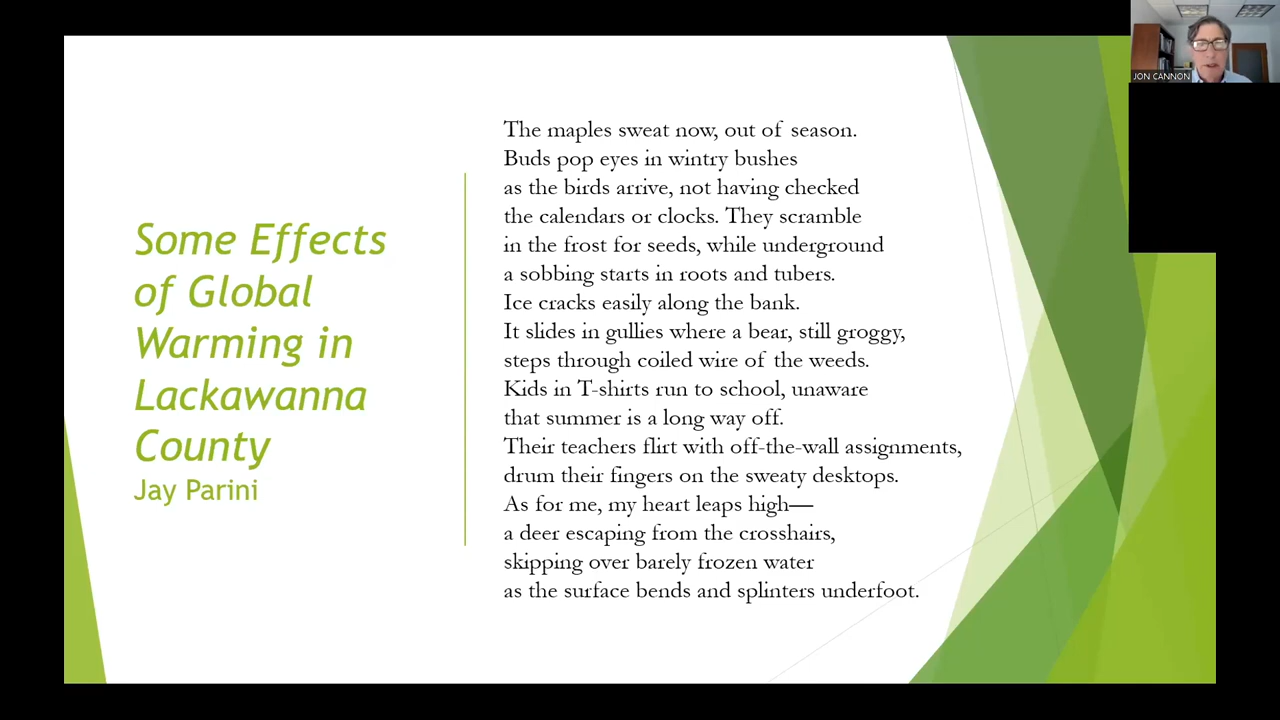 Some Effects
of Global
Warming in
Lackawanna
County
Jay Parini
The maples sweat now, out of season.
Buds pop eyes in wintry bushes
as the birds arrive, not having checked
the calendars or clocks. They scramble
in the frost for seeds, while underground
a sobbing starts in roots and tubers.
Ice cracks easily along the bank.
It slides in gullies where a bear, still groggy,
steps through coiled wire of the weeds.
Kids in T-shirts run to school, unaware
that summer is a long way off.
Their teachers flirt with off-the-wall assignments,
drum their fingers on the sweaty desktops.
As for me, my heart leaps high—
a deer escaping from the crosshairs,
skipping over barely frozen water
as the surface bends and splinters underfoot.
JON CANNON